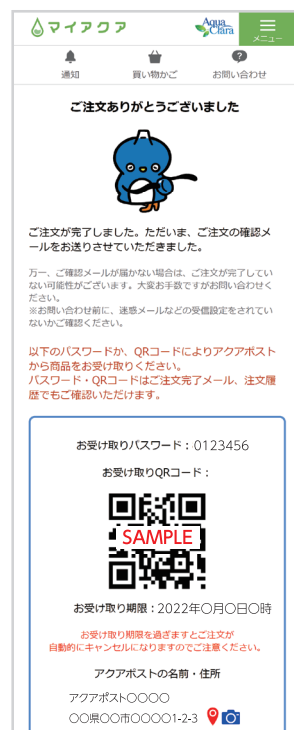 マイアクア
Aqua Clara
メニュー
通知 買い物かご お問い合わせ
ご注文ありがとうござ
いました
ご注文が完了しました。ただいま、ご注文の確認メ
ールをお送りさせていただきました。
万一、ご確認メールが届かない場合は、ご注文が完了してい
ない可能性がございます。大変お手数ですがお問い合わせく
ださい。
※お問い合わせ前に、迷惑メールなどの受信設定をされてい
ないかご確認ください。
以下のパスワードか、QRコードによりアクアポスト
から商品をお受け取りください。
パスワード・QRコードはご注文完了メール、注文履
歴でもご確認いただけます。
お受け取りパスワード：0123456
お受け取りQRコード：
SAMPLE
お受け取り期限：2022年〇月〇日〇時
お受け取り期限を過ぎますとご注文が
自動的にキャンセルになりますのでご注意ください。
アクアポストの名前・住所
アクアポスト〇〇〇〇
〇〇県〇〇市〇〇〇〇1-2-3